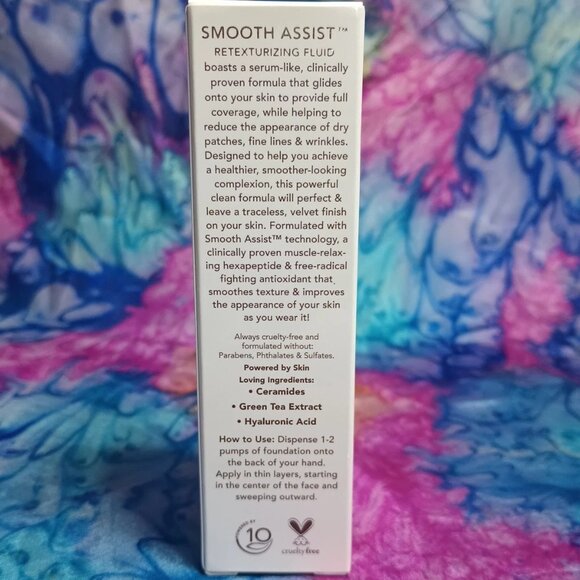 SMOOTH ASSIST™
RETEXTURIZING FLUID
boasts a serum-like, clinically
proven formula that glides
onto your skin to provide full
coverage, while helping to
reduce the appearance of dry
patches, fine lines & wrinkles.
Designed to help you achieve
a healthier, smoother-looking
complexion, this powerful
clean formula will perfect &
leave a traceless, velvet finish
on your skin. Formulated with
Smooth Assist™ technology, a
clinically proven muscle-relax-
ing hexapeptide & free-radical
fighting antioxidant that
smoothes texture & improves
the appearance of your skin
as you wear it!
Always cruelty-free and
formulated without:
Parabens, Phthalates & Sulfates.
Powered by Skin
Loving Ingredients:
• Ceramides
• Green Tea Extract
• Hyaluronic Acid
How to Use: Dispense 1-2
pumps of foundation onto
the back of your hand.
Apply in thin layers, starting
in the center of the face and
sweeping outward.
POWERED BY
10
crueltyfree